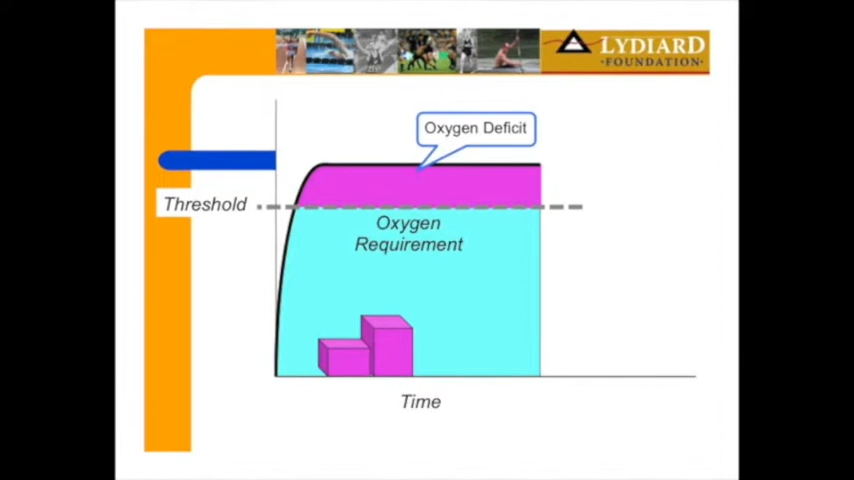 LYDIARD
·FOUNDATION·
Oxygen Deficit
Threshold
Oxygen
Requirement
Time